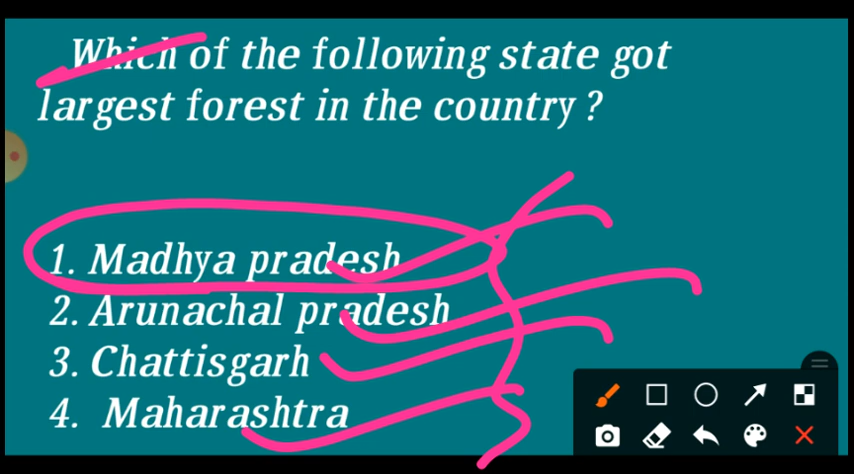 Which of the following state got
largest forest in the country ?
1. Madhya pradesh
2. Arunachal pradesh
3. Chattisgarh
4. Maharashtra